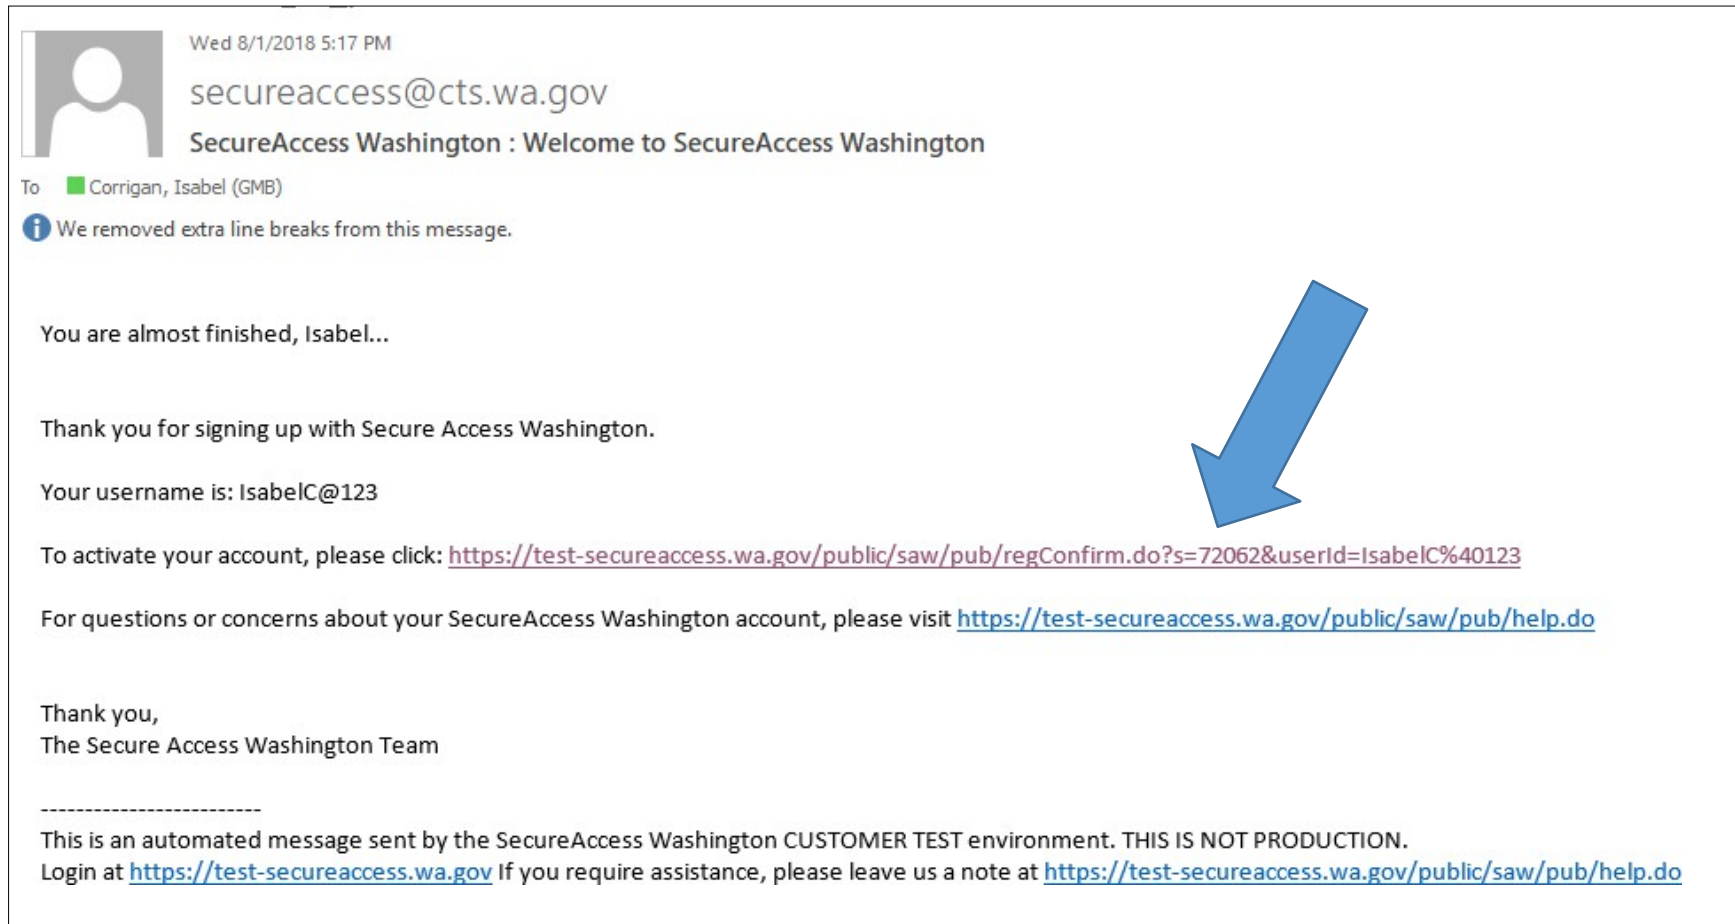 Wed 8/1/2018 5:17 PM
secureaccess@cts.wa.gov
SecureAccess Washington : Welcome to SecureAccess Washington
To Corrigan, Isabel (GMB)
We removed extra line breaks from this message.
You are almost finished, Isabel...
Thank you for signing up with Secure Access Washington.
Your username is: IsabelC@123
To activate your account, please click: https://test-secureaccess.wa.gov/public/saw/pub/regConfirm.do?s=72062&userId=IsabelC%40123
For questions or concerns about your SecureAccess Washington account, please visit https://test-secureaccess.wa.gov/public/saw/pub/help.do
Thank you,
The Secure Access Washington Team
-------------------------
This is an automated message sent by the SecureAccess Washington CUSTOMER TEST environment. THIS IS NOT PRODUCTION.
Login at https://test-secureaccess.wa.gov If you require assistance, please leave us a note at https://test-secureaccess.wa.gov/public/saw/pub/help.do